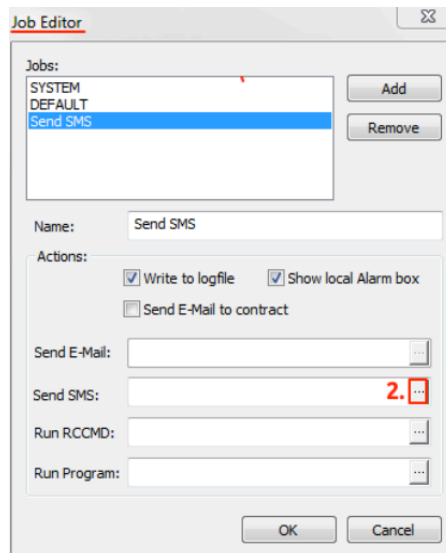 Job Editor
Jobs:
SYSTEM
DEFAULT
Send SMS
Add
Remove
Name: Send SMS
Actions:
Write to logfile Show local Alarm box
Send E-Mail to contract
Send E-Mail: ...
Send SMS: 2. ...
Run RCCMD: ...
Run Program: ...
OK Cancel